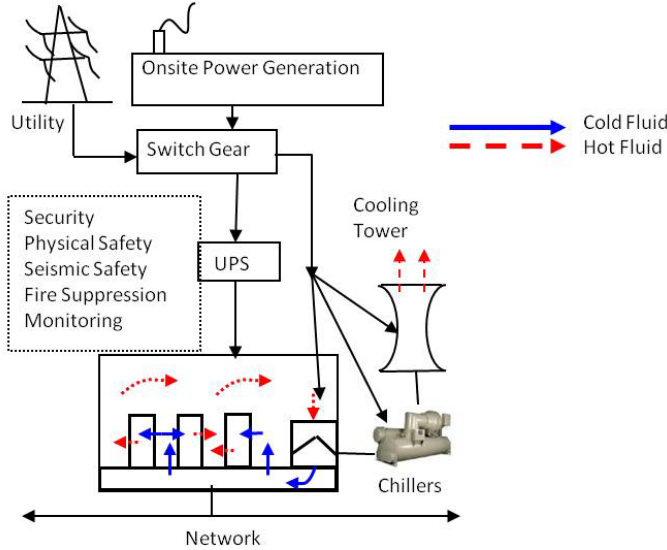 Onsite Power Generation
Utility
Switch Gear
Cold Fluid
Hot Fluid
Security
Physical Safety
Seismic Safety
Fire Suppression
Monitoring
UPS
Cooling
Tower
Chillers
Network